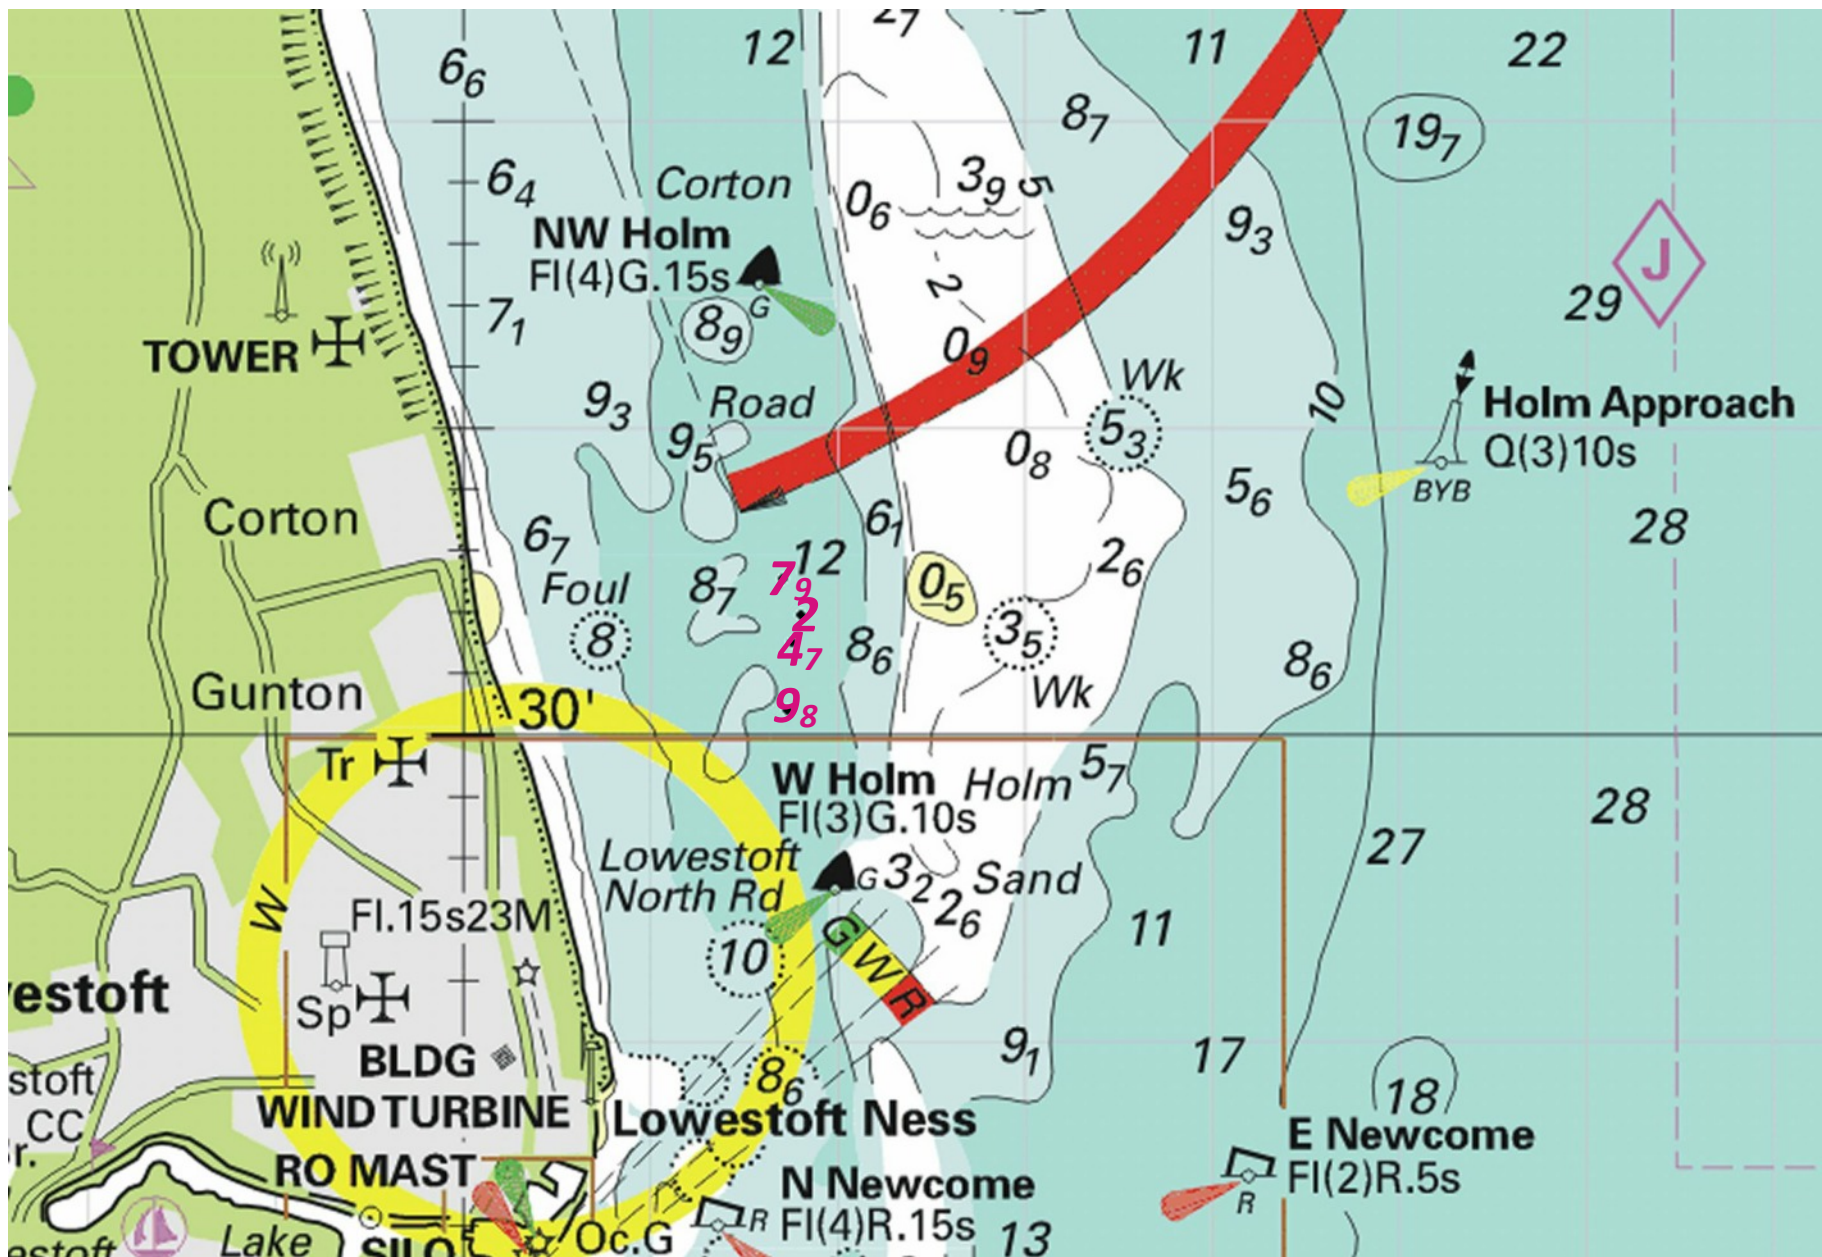 12
2₇
11
22
6₆
8₇
19₇
6₄
Corton
0₆
3₉
5
9₃
NW Holm
Fl(4)G.15s
G
J
2
29
7₁
8₉
TOWER
0₉
Wk
10
Holm Approach
Q(3)10s
BYB
9₃
Road
9₅
5₃
0₈
5₆
28
Corton
6₇
6₁
12
2₆
Foul
8₇
7₉
2
4₇
9₈
0₅
8
8₆
3₅
Wk
8₆
Gunton
30'
Tr
W Holm
Fl(3)G.10s
Holm
5₇
28
27
Lowestoft
North Rd
G
3₂
2₆
Sand
W
Fl.15s23M
10
G W R
11
estoft
Sp
BLDG
9₁
17
stoft
CC
r.
WIND TURBINE
8₆
Lowestoft Ness
18
RO MAST
E Newcome
Fl(2)R.5s
R
N Newcome
Fl(4)R.15s
R
estoft
Lake
SILO
Oc.G
13